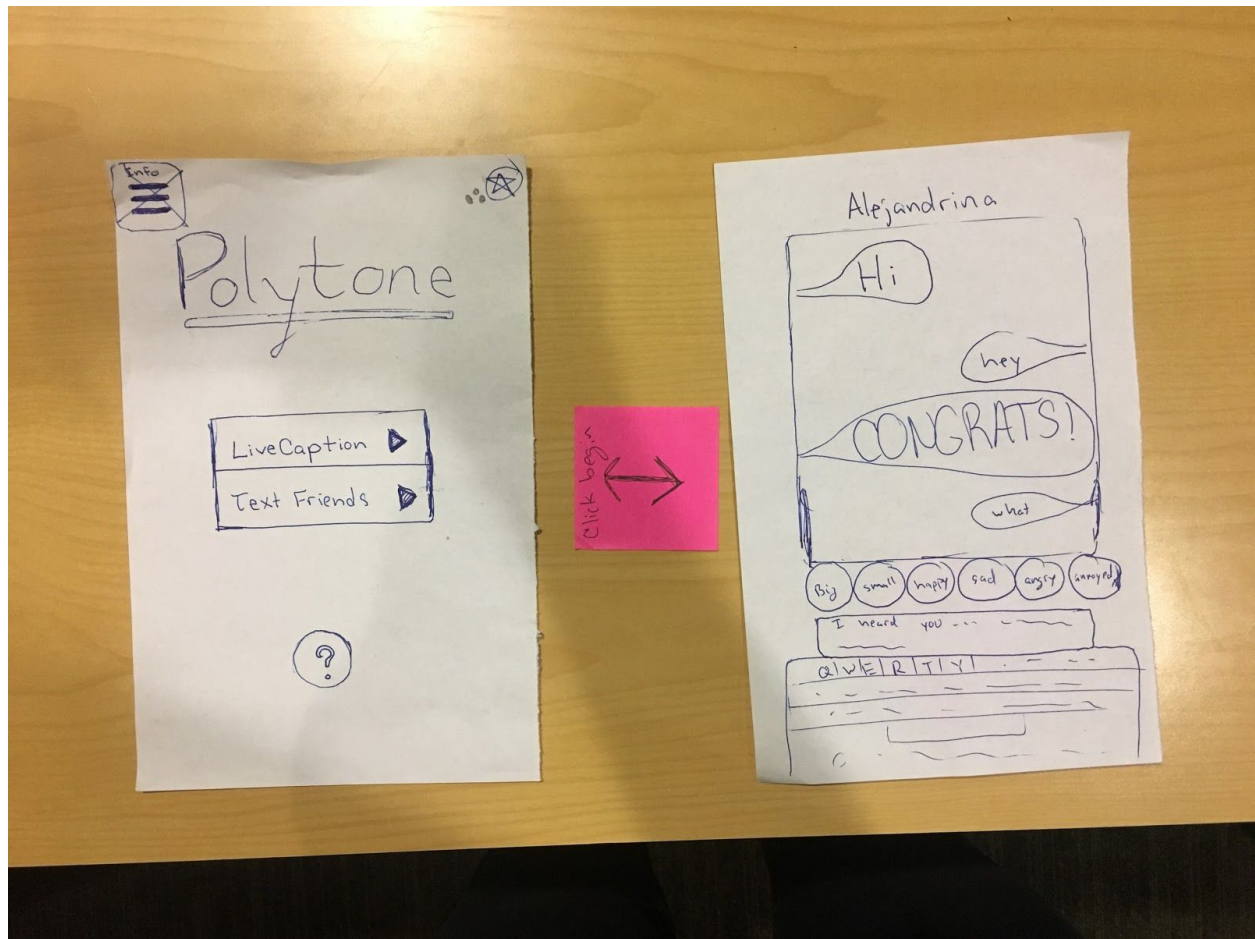 Info
Polytone
LiveCaption
Text Friends
?
Click begin
Alejandrina
Hi
hey
CONGRATS!
what
Big small happy sad angry annoyed
I heard you ---
Q W E R T Y